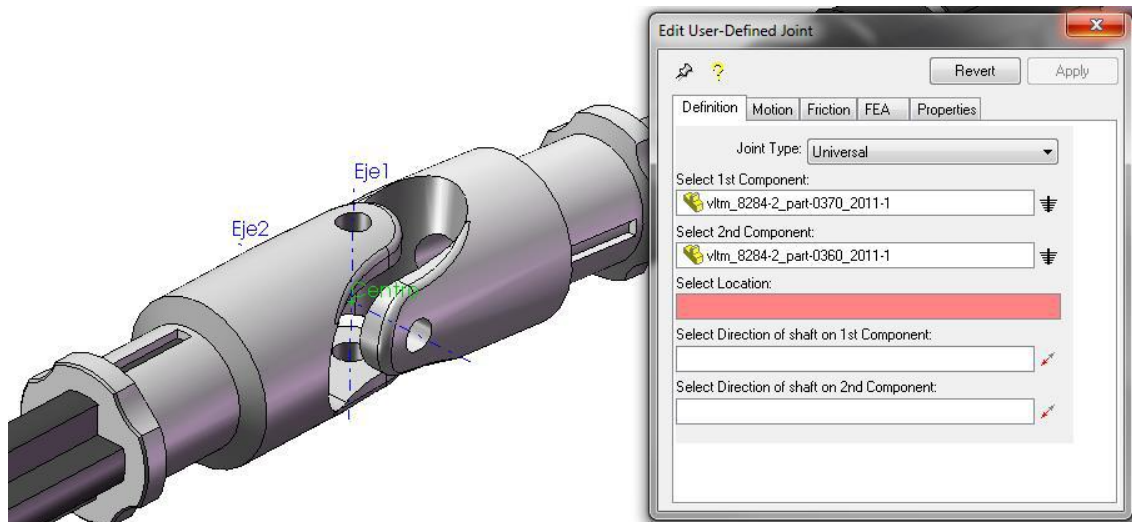 Edit User-Defined Joint
?
Revert
Apply
Definition Motion Friction FEA Properties
Joint Type: Universal
Select 1st Component:
vltm_8284-2_part-0370_2011-1
Select 2nd Component:
vltm_8284-2_part-0360_2011-1
Select Location:
Select Direction of shaft on 1st Component:
Select Direction of shaft on 2nd Component:
Eje1
Eje2
Centro